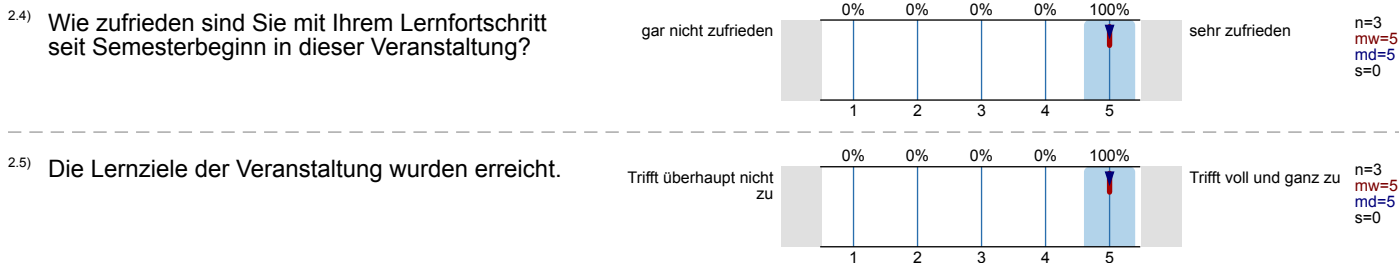 2.4) Wie zufrieden sind Sie mit Ihrem Lernfortschritt
seit Semesterbeginn in dieser Veranstaltung?
gar nicht zufrieden
0% 0% 0% 0% 100%
1 2 3 4 5
sehr zufrieden
n=3
mw=5
md=5
s=0
2.5) Die Lernziele der Veranstaltung wurden erreicht.
Trifft überhaupt nicht
zu
0% 0% 0% 0% 100%
1 2 3 4 5
Trifft voll und ganz zu
n=3
mw=5
md=5
s=0